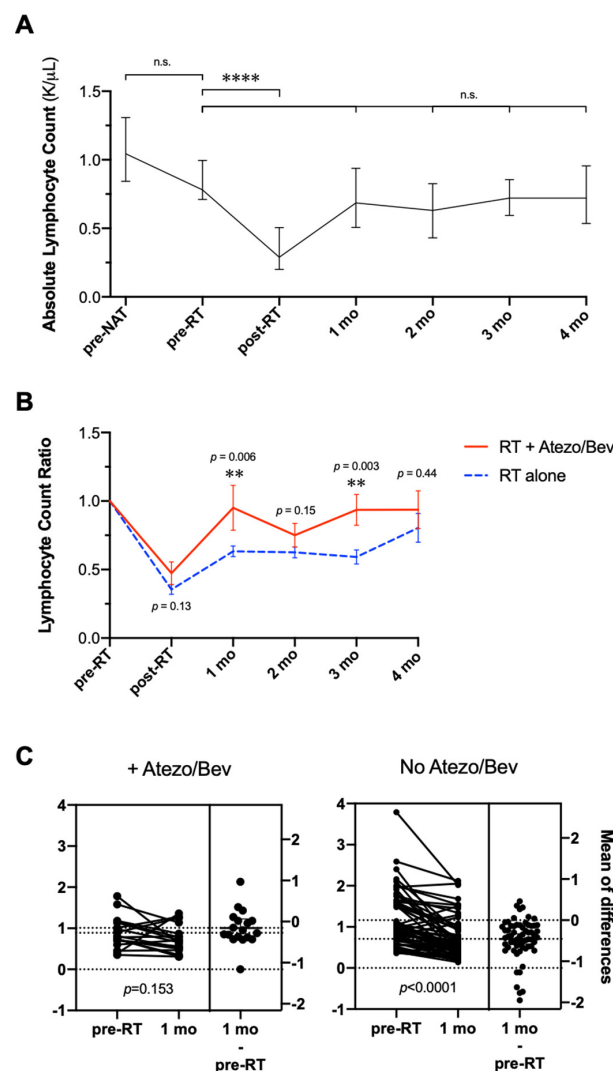 A
n.s.
****
n.s.
Absolute Lymphocyte Count (K/μL)
1.5
1.0
0.5
0.0
pre-NAT
pre-RT
post-RT
1 mo
2 mo
3 mo
4 mo
B
Lymphocyte Count Ratio
1.5
1.0
0.5
0.0
p = 0.006
**
p = 0.15
p = 0.003
**
p = 0.44
p = 0.13
RT + Atezo/Bev
RT alone
pre-RT
post-RT
1 mo
2 mo
3 mo
4 mo
C
+ Atezo/Bev
4
3
2
1
0
-1
2
1
0
-1
-2
p=0.153
pre-RT
1 mo
1 mo
-
pre-RT
No Atezo/Bev
4
3
2
1
0
-1
2
1
0
-1
-2
Mean of differences
p<0.0001
pre-RT
1 mo
1 mo
-
pre-RT